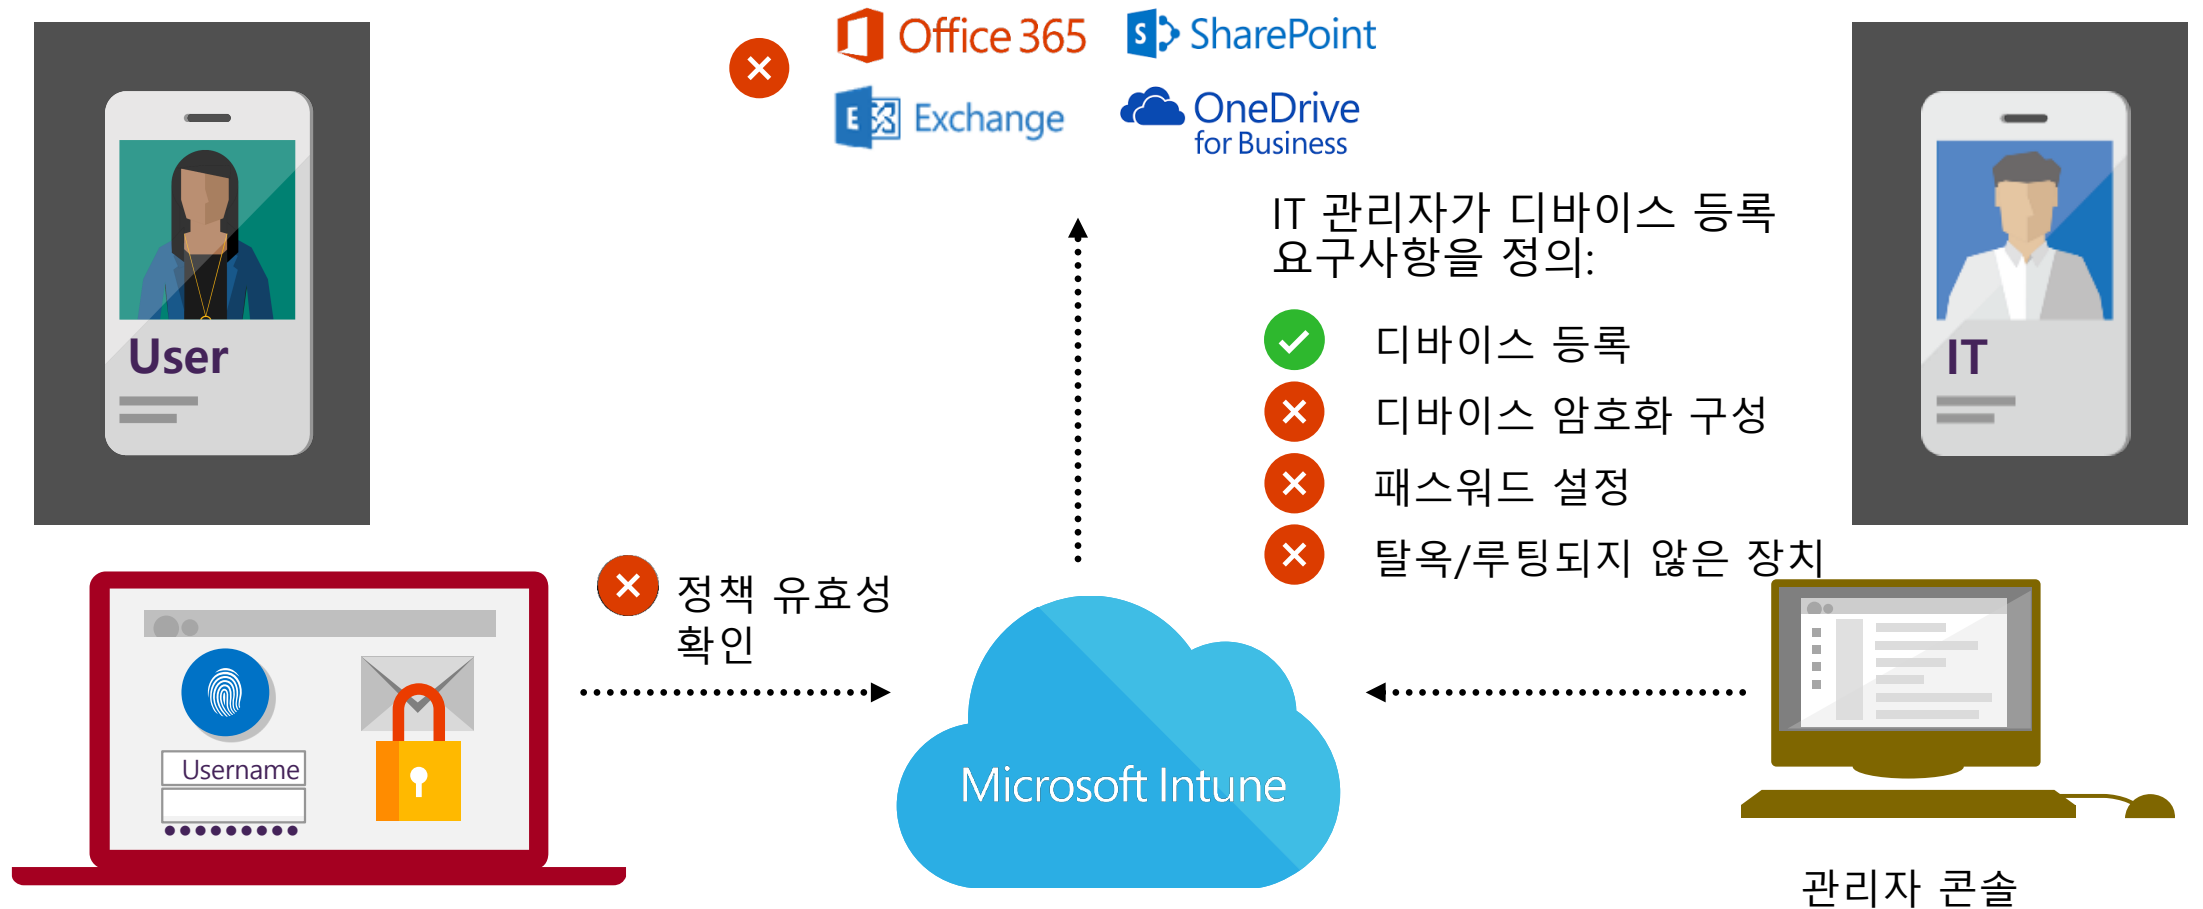 Office 365
SharePoint
Exchange
OneDrive
for Business
IT 관리자가 디바이스 등록
요구사항을 정의:
User
IT
디바이스 등록
디바이스 암호화 구성
패스워드 설정
탈옥/루팅되지 않은 장치
정책 유효성
확인
Username
Microsoft Intune
관리자 콘솔